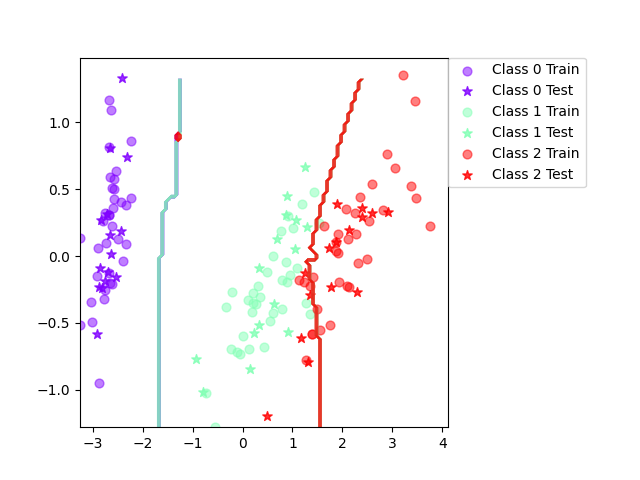 Class 0 Train
Class 0 Test
Class 1 Train
Class 1 Test
Class 2 Train
Class 2 Test
1.0
0.5
0.0
−0.5
−1.0
−3 −2 −1 0 1 2 3 4